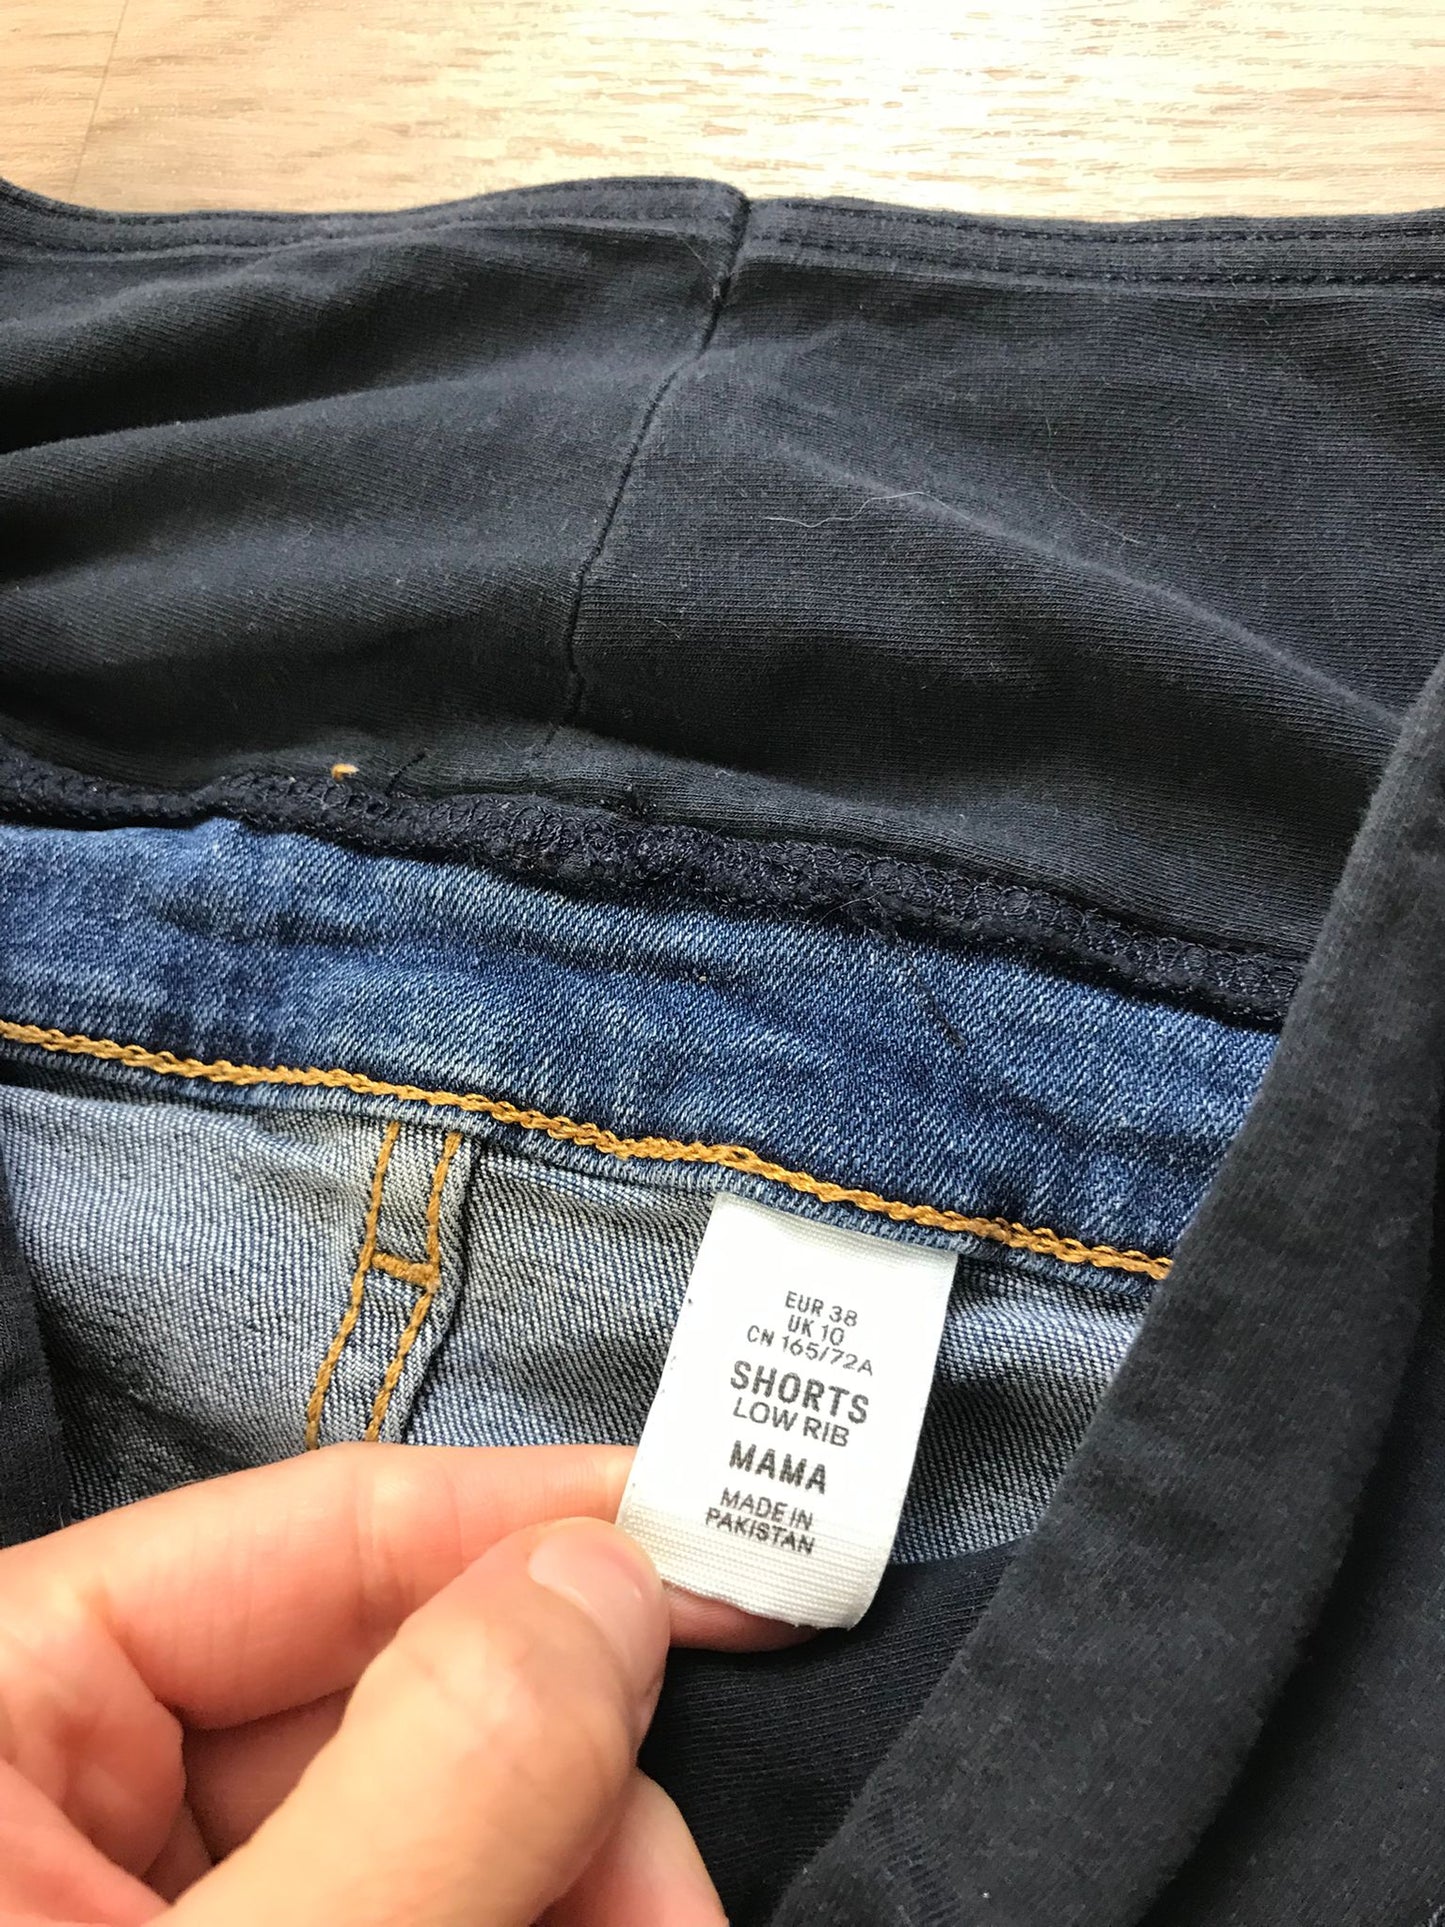 EUR 38
UK 10
CN 165/72A
SHORTS
LOW RIB
MAMA
MADE IN
PAKISTAN